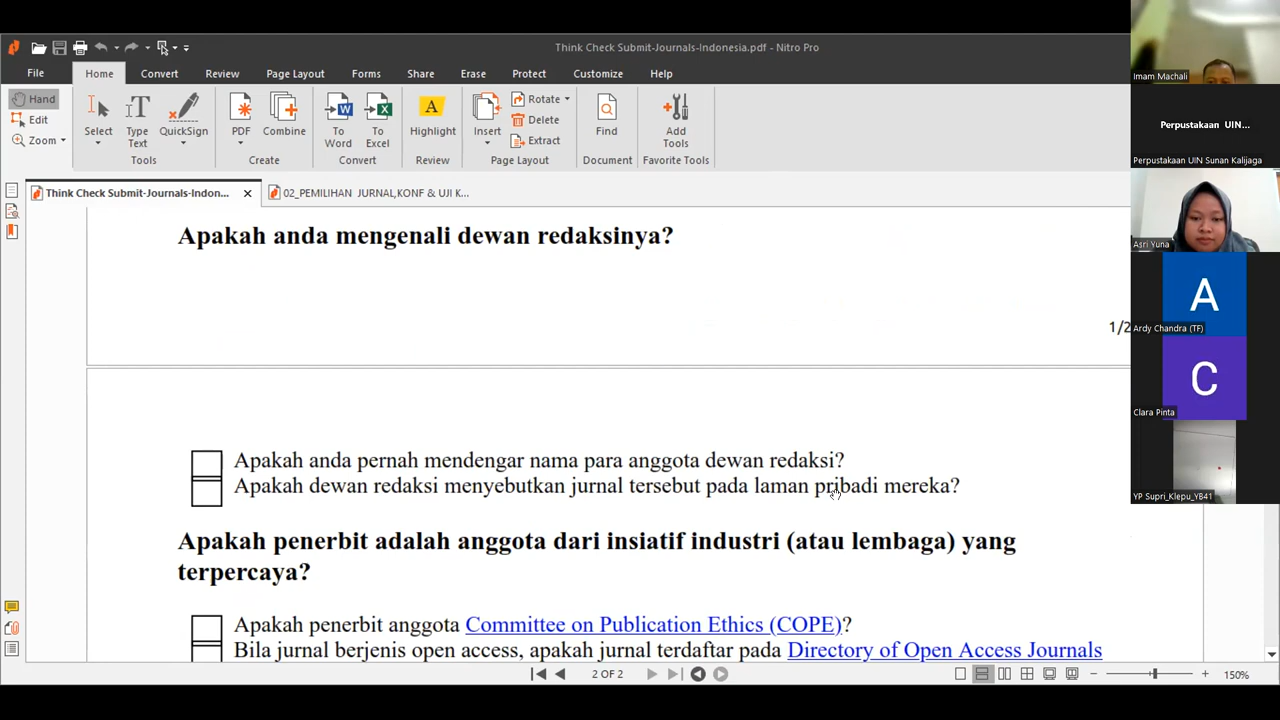 Think Check Submit-Journals-Indonesia.pdf - Nitro Pro
File Home Convert Review Page Layout Forms Share Erase Protect Customize Help
Hand
Edit
Zoom
Select
Type Text
QuickSign
Tools
PDF
Combine
Create
To Word
To Excel
Convert
A
Highlight
Review
Insert
Rotate
Delete
Extract
Page Layout
Find
Document
Add Tools
Favorite Tools
Think Check Submit-Journals-Indon...
02_PEMILIHAN JURNAL,KONF & UJI K...
Apakah anda mengenali dewan redaksinya?
1/2
Apakah anda pernah mendengar nama para anggota dewan redaksi?
Apakah dewan redaksi menyebutkan jurnal tersebut pada laman pribadi mereka?
Apakah penerbit adalah anggota dari insiatif industri (atau lembaga) yang
terpercaya?
Apakah penerbit anggota Committee on Publication Ethics (COPE)?
Bila jurnal berjenis open access, apakah jurnal terdaftar pada Directory of Open Access Journals
2 OF 2
150%
Imam Machali
Perpustakaan UIN...
Perpustakaan UIN Sunan Kalijaga
Asri Yuna
A
Ardy Chandra (TF)
C
Clara Pinta
YP Supri_Klepu_YB41